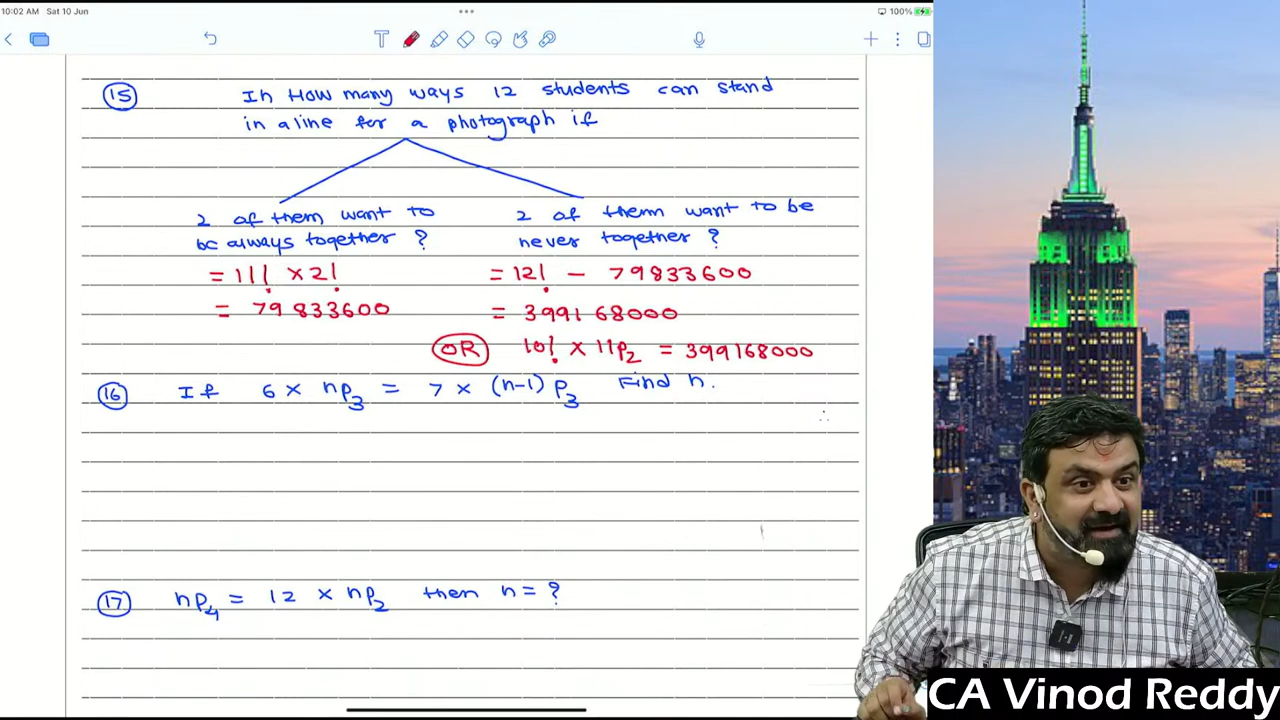 10:02 AM Sat 10 Jun
100%
15 In How many ways 12 students can stand
in a line for a photograph if
2 of them want to
be always together ?
= 11! × 2!
= 79833600
2 of them want to be
never together ?
= 12! - 79833600
= 399168000
OR 10! × 11P2 = 399168000
16 If 6 × nP3 = 7 × (n-1) P3 Find n.
17 nP4 = 12 × nP2 then n = ?
CA Vinod Reddy